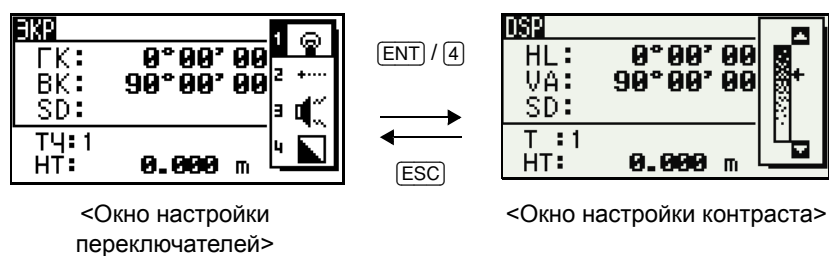 ЭКР
ГК: 0°00'00
ВК: 90°00'00
SD:
ТЧ: 1
HT: 0.000 m
1
2
3
4
ENT / 4
ESC
DSP
HL: 0°00'00
VA: 90°00'00
SD:
T : 1
HT: 0.000 m
<Окно настройки
переключателей>
<Окно настройки контраста>